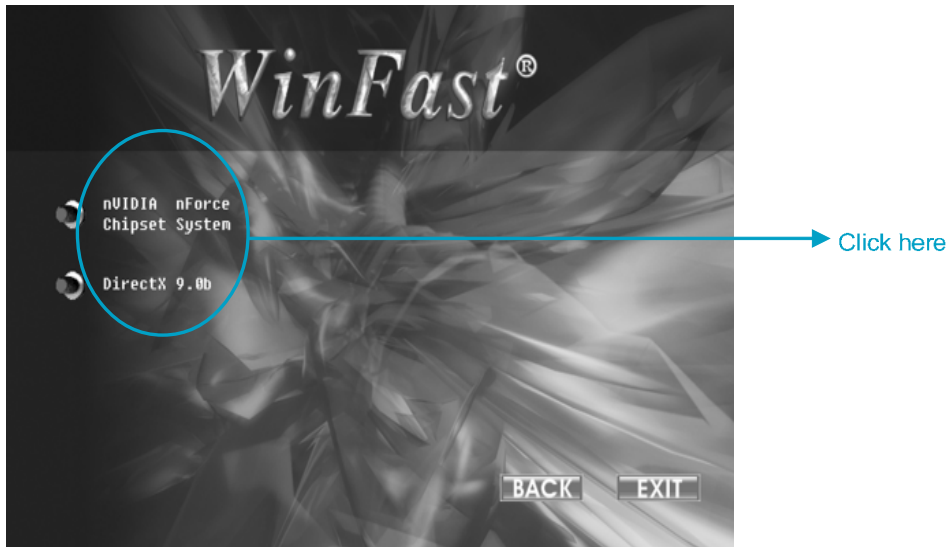 WinFast®
nVIDIA nForce
Chipset System
DirectX 9.0b
Click here
BACK EXIT